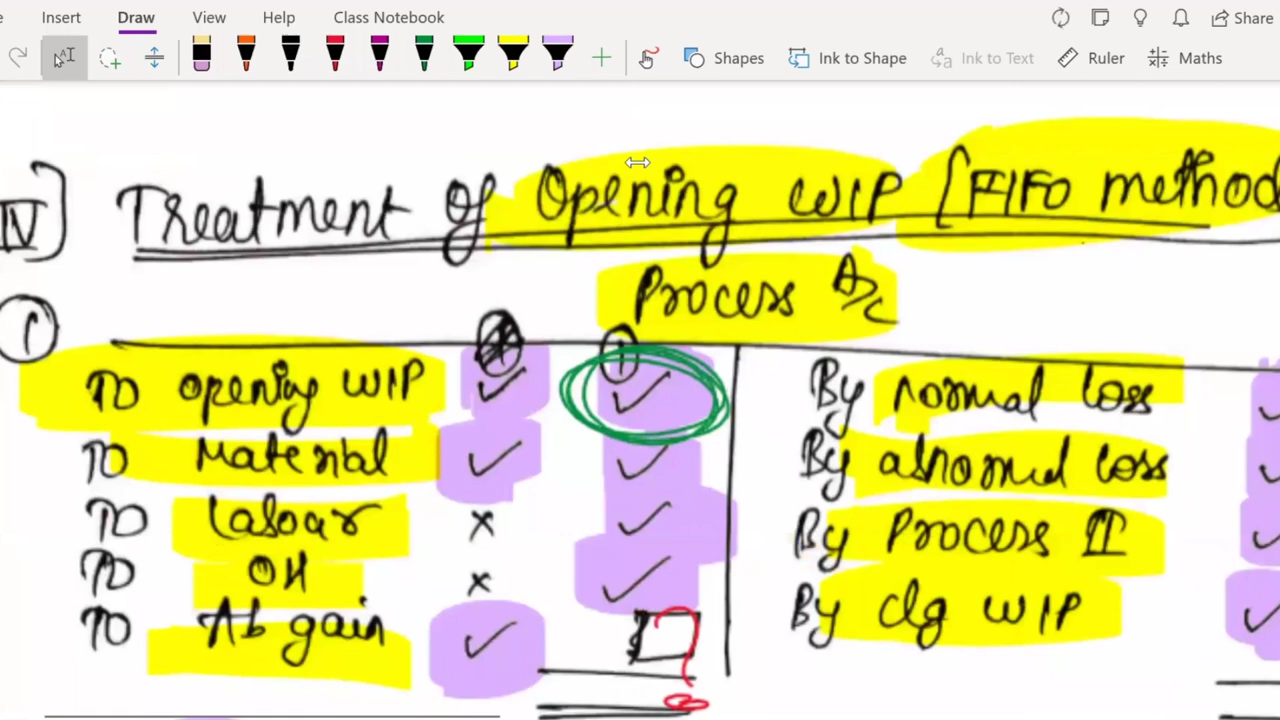 Insert Draw View Help Class Notebook Share
Shapes Ink to Shape Ink to Text Ruler Maths
IV] Treatment of Opening WIP [FIFO method
Process A/c
1
To opening WIP ✓ ✓ By normal loss
To Material ✓ ✓ By abnormal loss
To Labour × ✓ By Process II
To OH × ✓ By Clg WIP
To Ab gain ✓